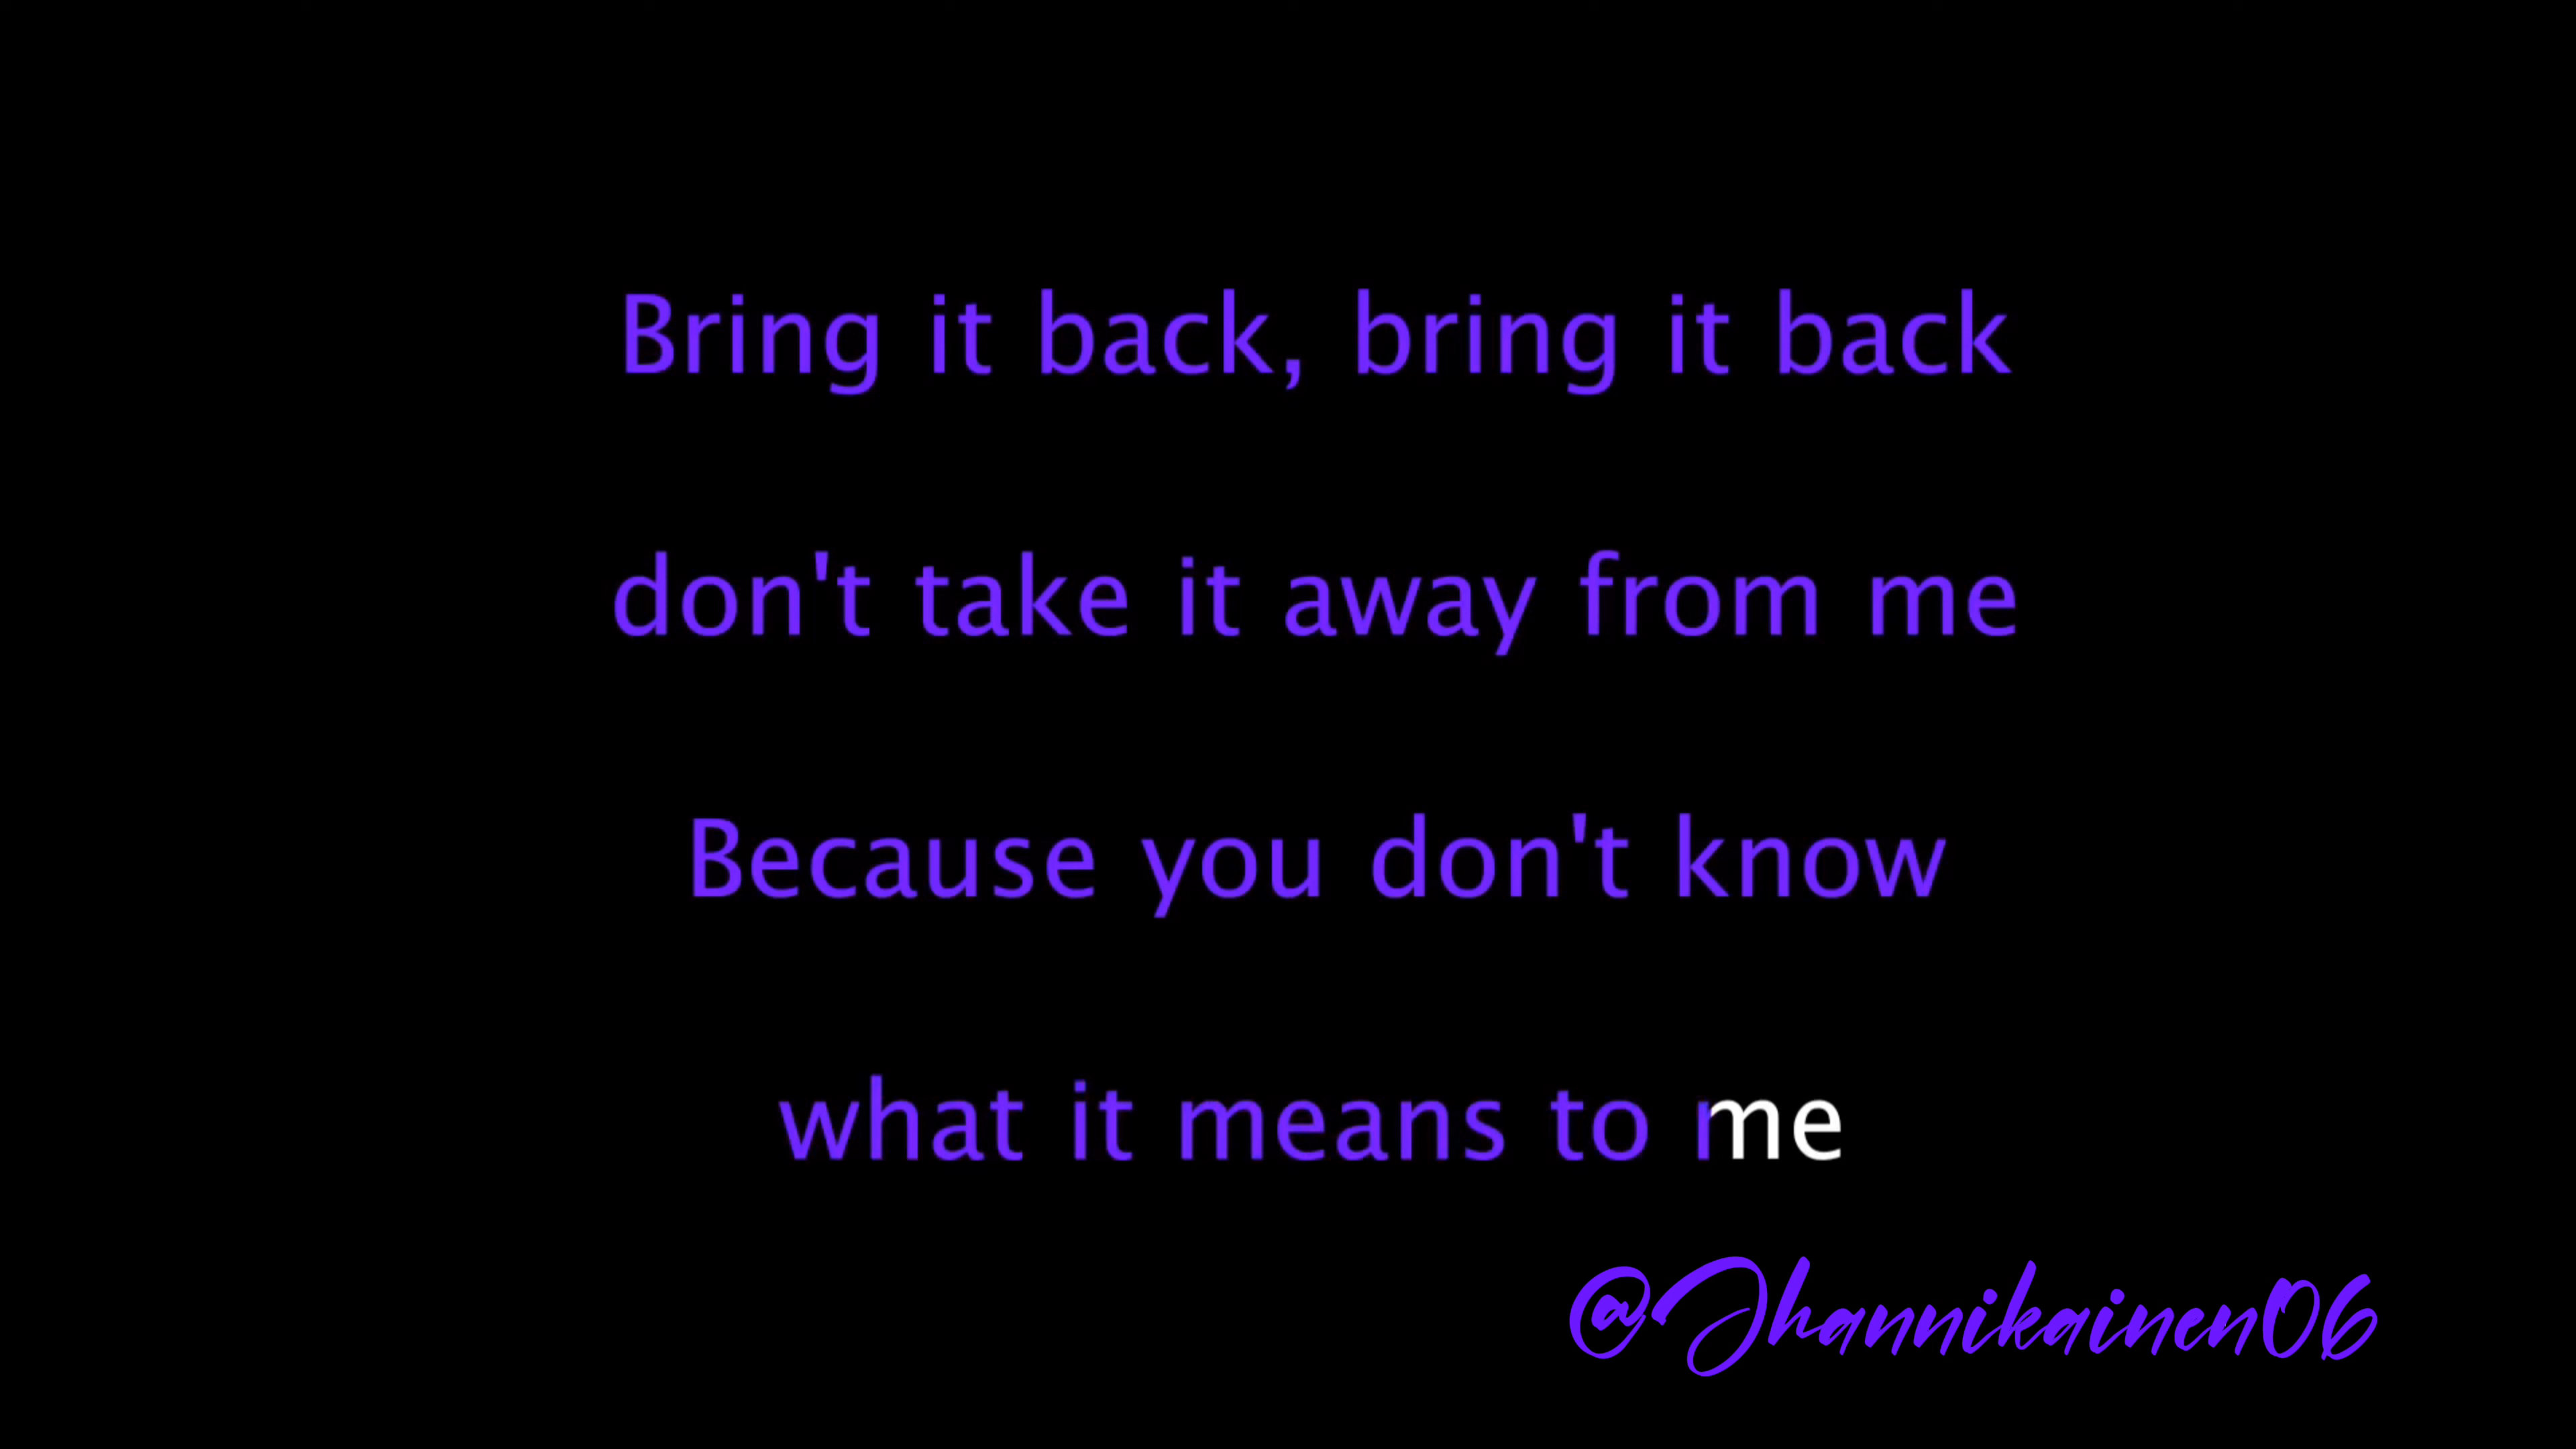 Bring it back, bring it back
don't take it away from me
Because you don't know
what it means to me
@Jhannikainen06